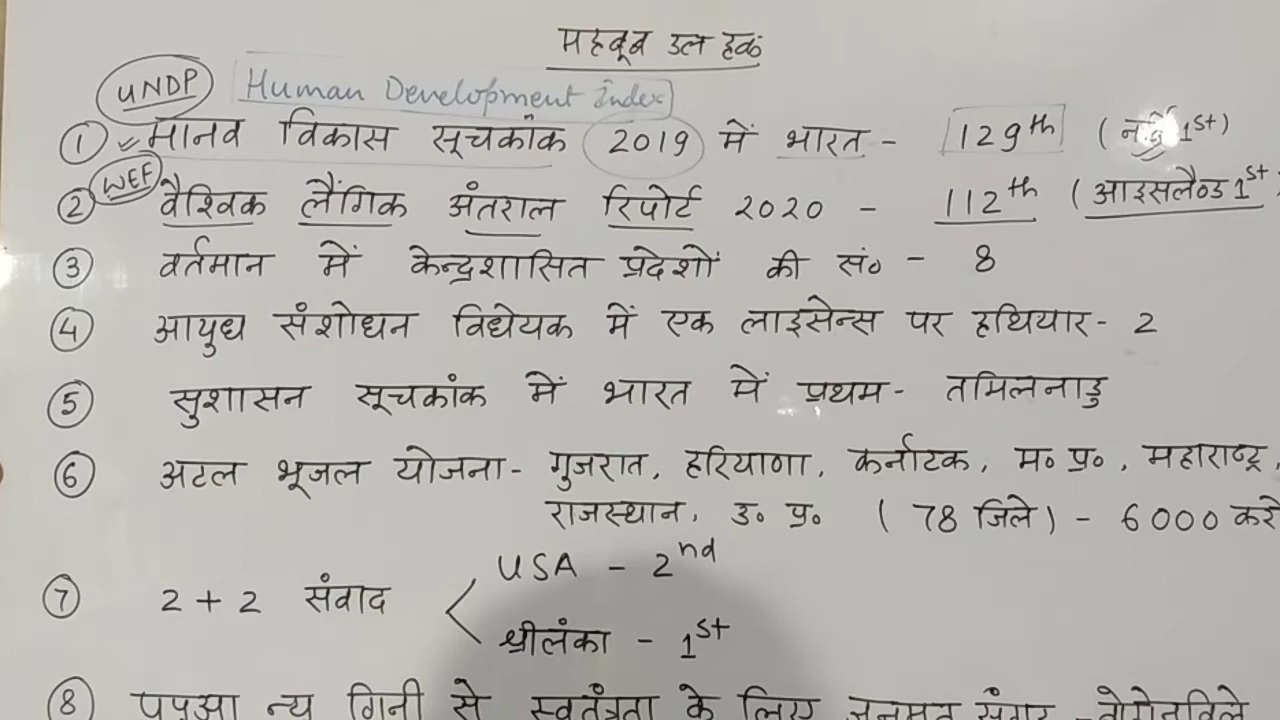 महबूब उल हक
UNDP Human Development Index
① मानव विकास सूचकांक 2019 में भारत - 129th ( 1st)
WEF
② वैश्विक लैंगिक अंतराल रिपोर्ट २०२० - 112th (आइसलैण्ड 1st
③ वर्तमान में केन्द्रशासित प्रदेशों की सं० - 8
④ आयुध संशोधन विधेयक में एक लाइसेन्स पर हथियार - 2
⑤ सुशासन सूचकांक में भारत में प्रथम - तमिलनाडु
⑥ अटल भूजल योजना - गुजरात, हरियाणा, कर्नाटक, म० प्र०, महाराष्ट्र,
राजस्थान, उ० प्र० (78 जिले) - 6000 करो
⑦ 2 + 2 संवाद
USA - 2nd
श्रीलंका - 1st
⑧ पपुआ न्यू गिनी से स्वतंत्रता के लिए जनमत संग्रह -